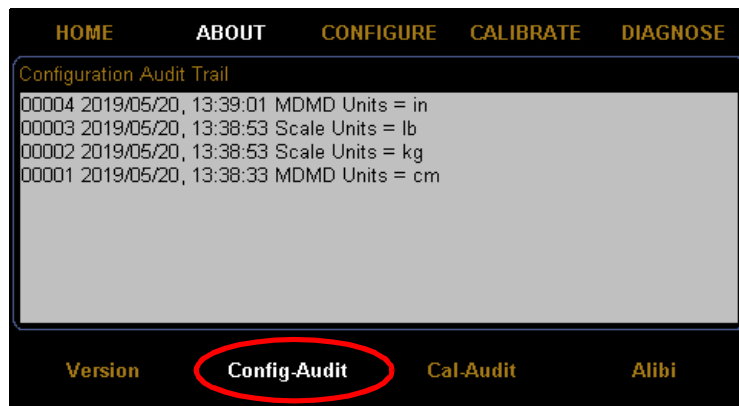 HOME ABOUT CONFIGURE CALIBRATE DIAGNOSE
Configuration Audit Trail
00004 2019/05/20, 13:39:01 MDMD Units = in
00003 2019/05/20, 13:38:53 Scale Units = lb
00002 2019/05/20, 13:38:53 Scale Units = kg
00001 2019/05/20, 13:38:33 MDMD Units = cm
Version Config-Audit Cal-Audit Alibi